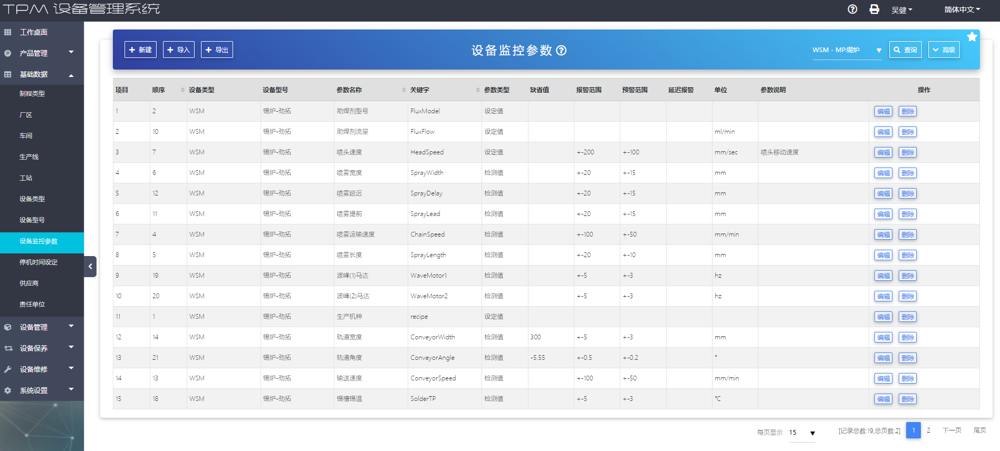 TPM 设备管理系统
吴健
简体中文
工作桌面
产品管理
基础数据
制程类型
厂区
车间
生产线
工站
设备类型
设备型号
设备监控参数
停机时间设定
供应商
责任单位
设备管理
设备保养
设备维修
系统设置
新建 导入 导出
设备监控参数
WSM - MP:锡炉
查询 高级
项目 顺序 设备类型 设备型号 参数名称 关键字 参数类型 缺省值 报警范围 预警范围 延迟报警 单位 参数说明 操作
1 2 WSM 锡炉-劲拓 助焊剂型号 FluxModel 设定值 编辑 删除
2 10 WSM 锡炉-劲拓 助焊剂流量 FluxFlow 设定值 ml/min 编辑 删除
3 7 WSM 锡炉-劲拓 喷头速度 HeadSpeed 设定值 +-200 +-100 mm/sec 喷头移动速度 编辑 删除
4 6 WSM 锡炉-劲拓 喷雾宽度 SprayWidth 检测值 +-20 +-15 mm 编辑 删除
5 12 WSM 锡炉-劲拓 喷雾延迟 SprayDelay 检测值 +-20 +-15 mm 编辑 删除
6 11 WSM 锡炉-劲拓 喷雾提前 SprayLead 检测值 +-20 +-15 mm 编辑 删除
7 4 WSM 锡炉-劲拓 喷雾运输速度 ChainSpeed 检测值 +-100 +-50 mm/min 编辑 删除
8 5 WSM 锡炉-劲拓 喷雾长度 SprayLength 检测值 +-20 +-10 mm 编辑 删除
9 19 WSM 锡炉-劲拓 波峰(1)马达 WaveMotor1 检测值 +-5 +-3 hz 编辑 删除
10 20 WSM 锡炉-劲拓 波峰(2)马达 WaveMotor2 检测值 +-5 +-3 hz 编辑 删除
11 1 WSM 锡炉-劲拓 生产机种 recipe 设定值 编辑 删除
12 14 WSM 锡炉-劲拓 轨道宽度 ConveyorWidth 检测值 300 +-5 +-3 mm 编辑 删除
13 21 WSM 锡炉-劲拓 轨道角度 ConveyorAngle 检测值 -5.55 +-0.5 +-0.2 ° 编辑 删除
14 13 WSM 锡炉-劲拓 输送速度 ConveyorSpeed 检测值 +-100 +-50 mm/min 编辑 删除
15 18 WSM 锡炉-劲拓 锡槽锡温 SolderTP 检测值 +-5 +-3 ℃ 编辑 删除
每页显示 15 [记录总数:19,总页数:2] 1 2 下一页 尾页